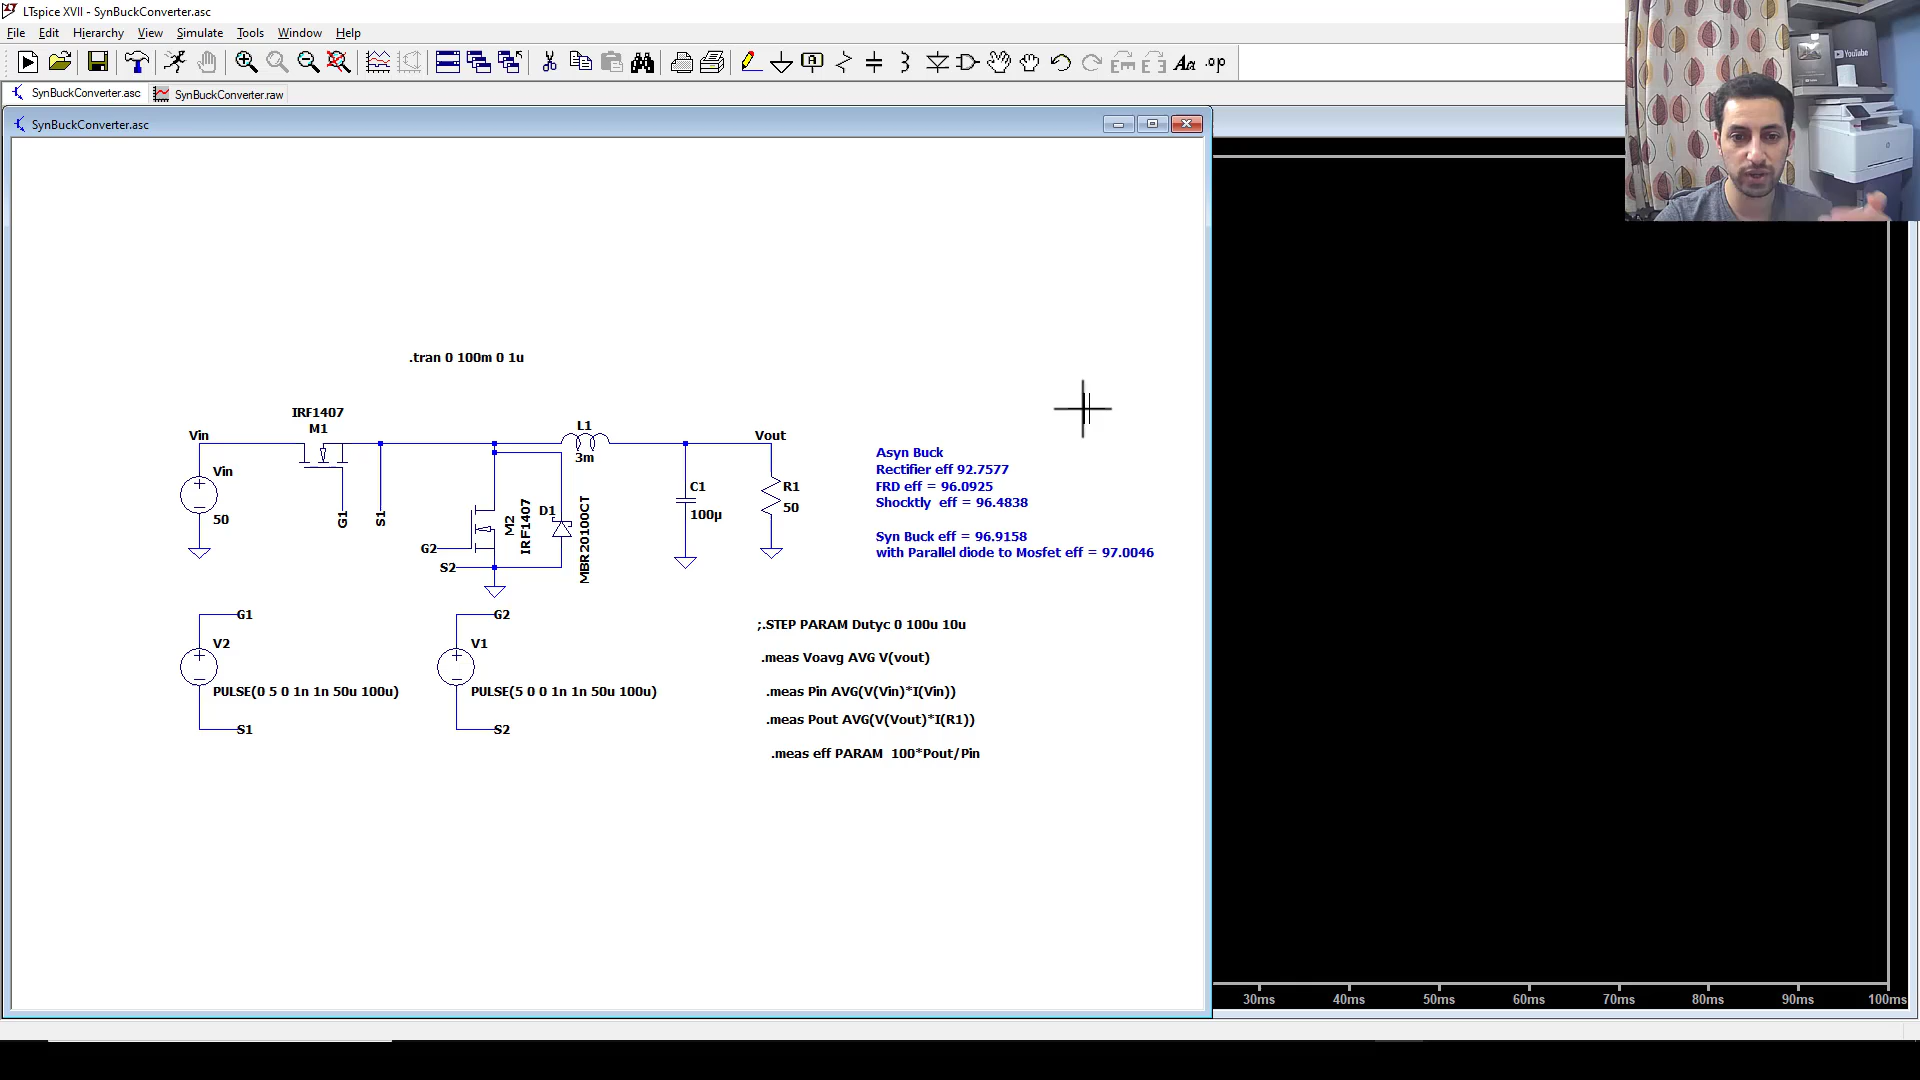 LTspice XVII - SynBuckConverter.asc
File Edit Hierarchy View Simulate Tools Window Help
.op
SynBuckConverter.asc SynBuckConverter.raw
SynBuckConverter.asc
YouTube
.tran 0 100m 0 1u
IRF1407
M1
Vin
L1
3m
Vout
Vin
50
G1
S1
G2
S2
M2
IRF1407
D1
MBR20100CT
C1
100µ
R1
50
Asyn Buck
Rectifier eff 92.7577
FRD eff = 96.0925
Shocktly eff = 96.4838
Syn Buck eff = 96.9158
with Parallel diode to Mosfet eff = 97.0046
G1
V2
PULSE(0 5 0 1n 1n 50u 100u)
S1
G2
V1
PULSE(5 0 0 1n 1n 50u 100u)
S2
;.STEP PARAM Dutyc 0 100u 10u
.meas Voavg AVG V(vout)
.meas Pin AVG(V(Vin)*I(Vin))
.meas Pout AVG(V(Vout)*I(R1))
.meas eff PARAM 100*Pout/Pin
30ms 40ms 50ms 60ms 70ms 80ms 90ms 100ms